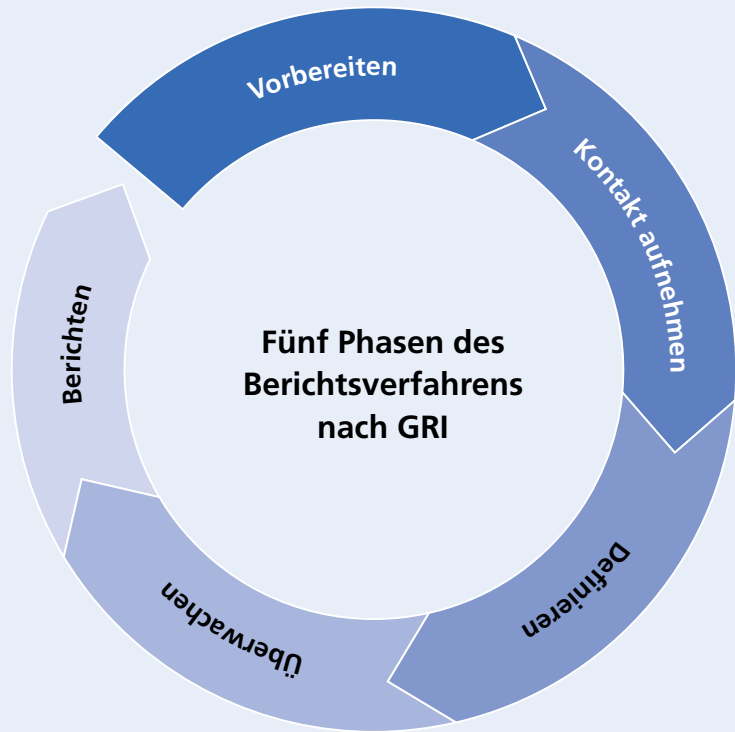 Vorbereiten
Kontakt aufnehmen
Definieren
Überwachen
Berichten
Fünf Phasen des
Berichtsverfahrens
nach GRI